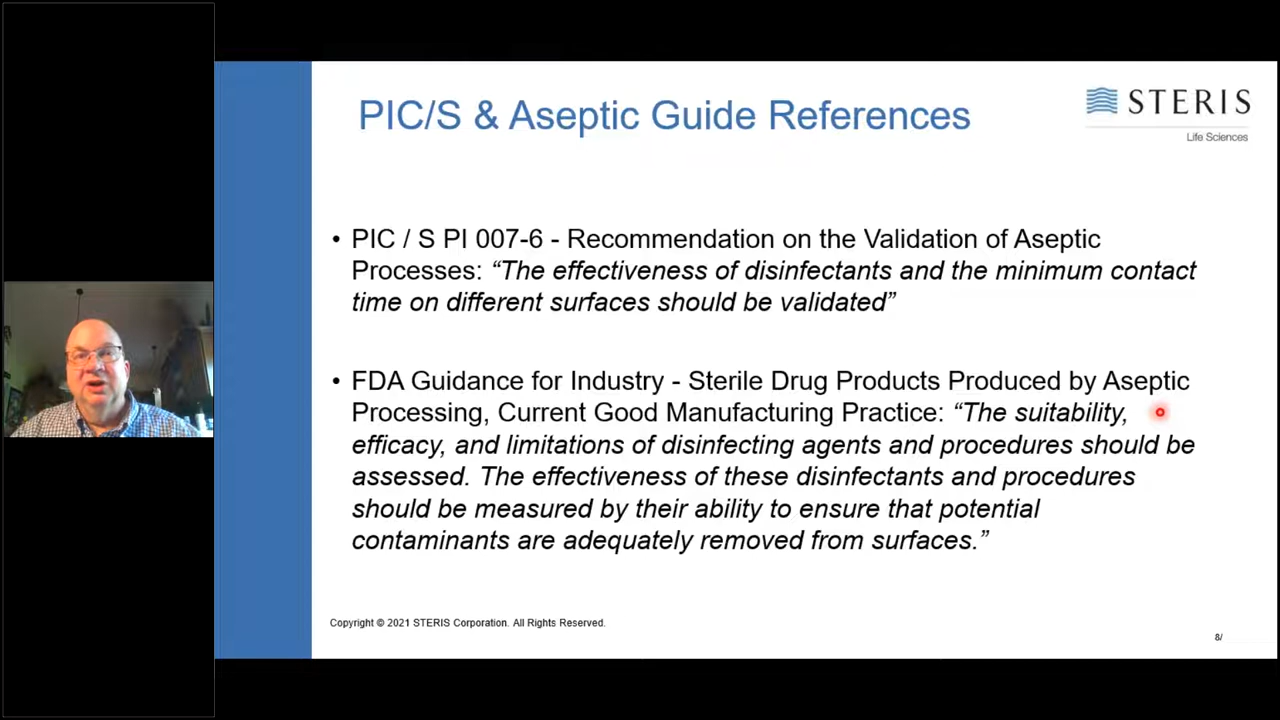 PIC/S & Aseptic Guide References
STERIS
Life Sciences
• PIC / S PI 007-6 - Recommendation on the Validation of Aseptic
Processes: “The effectiveness of disinfectants and the minimum contact
time on different surfaces should be validated”
• FDA Guidance for Industry - Sterile Drug Products Produced by Aseptic
Processing, Current Good Manufacturing Practice: “The suitability,
efficacy, and limitations of disinfecting agents and procedures should be
assessed. The effectiveness of these disinfectants and procedures
should be measured by their ability to ensure that potential
contaminants are adequately removed from surfaces.”
Copyright © 2021 STERIS Corporation. All Rights Reserved.
8/